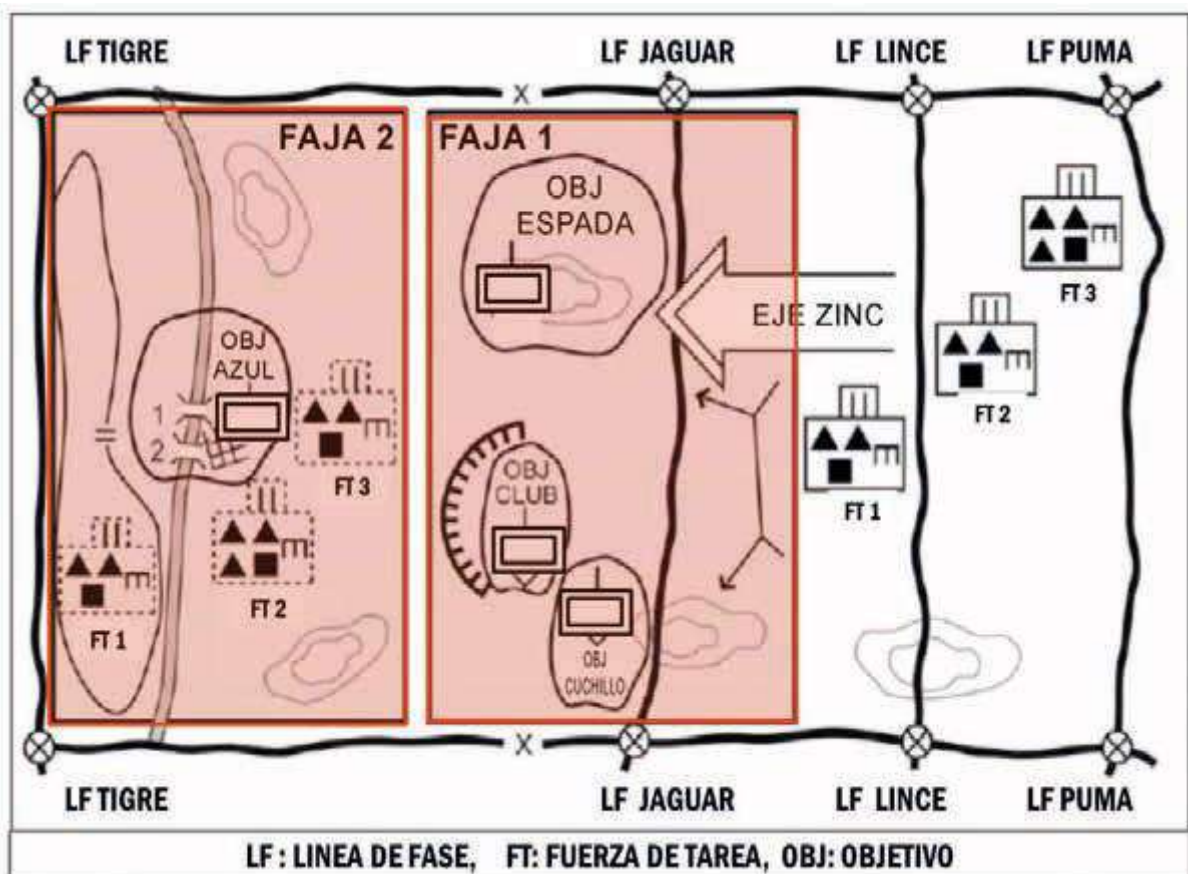 LF TIGRE
LF JAGUAR
LF LINCE
LF PUMA
X
FAJA 2
FAJA 1
OBJ
ESPADA
EJE ZINC
FT 3
FT 2
FT 1
OBJ
AZUL
1
2
FT 3
FT 2
FT 1
OBJ
CLUB
OBJ
CUCHILLO
X
LF TIGRE
LF JAGUAR
LF LINCE
LF PUMA
LF : LINEA DE FASE, FT: FUERZA DE TAREA, OBJ: OBJETIVO